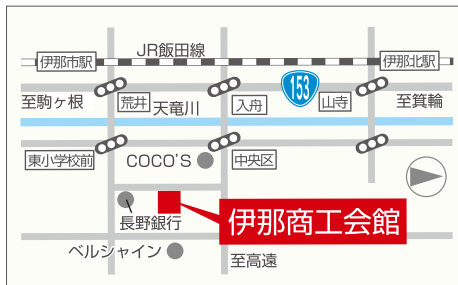 JR飯田線
伊那市駅
伊那北駅
153
至駒ヶ根
荒井
天竜川
入舟
山寺
至箕輪
東小学校前
COCO'S
中央区
長野銀行
伊那商工会館
ベルシャイン
至高遠